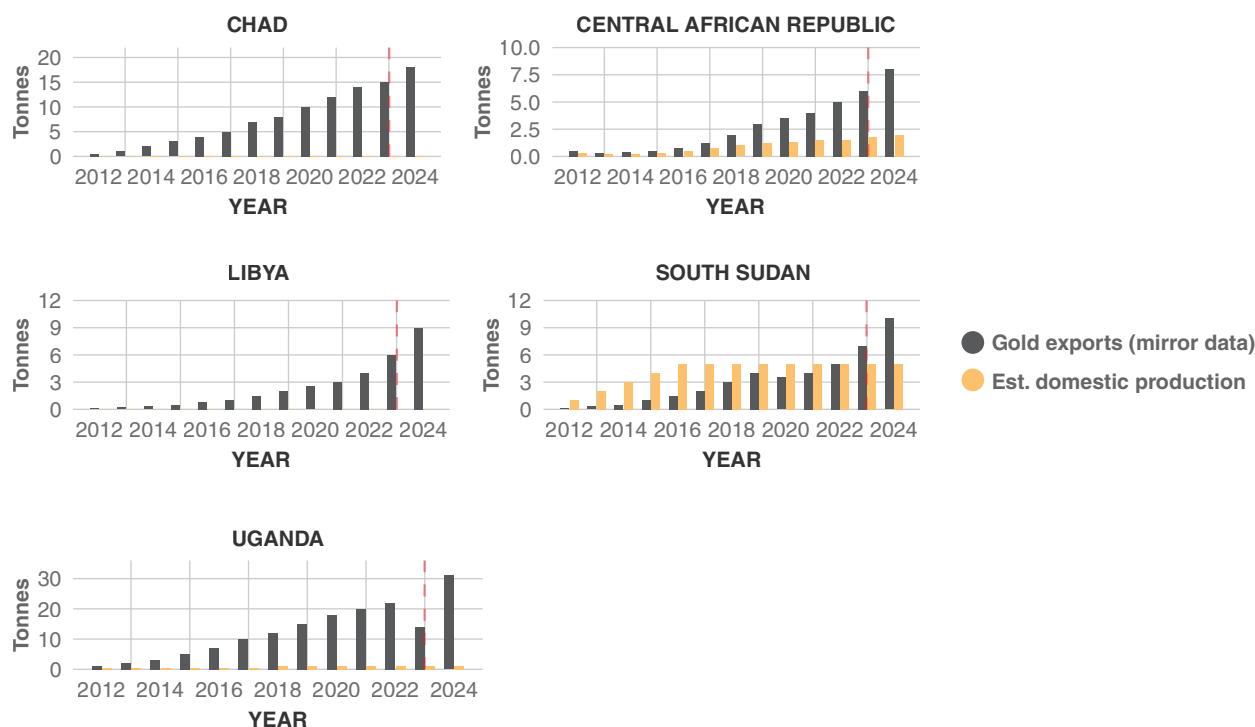 CHAD
Tonnes
20
15
10
5
0
2012 2014 2016 2018 2020 2022 2024
YEAR
CENTRAL AFRICAN REPUBLIC
Tonnes
10.0
7.5
5.0
2.5
0.0
2012 2014 2016 2018 2020 2022 2024
YEAR
LIBYA
Tonnes
12
9
6
3
0
2012 2014 2016 2018 2020 2022 2024
YEAR
SOUTH SUDAN
Tonnes
12
9
6
3
0
2012 2014 2016 2018 2020 2022 2024
YEAR
Gold exports (mirror data)
Est. domestic production
UGANDA
Tonnes
30
20
10
0
2012 2014 2016 2018 2020 2022 2024
YEAR